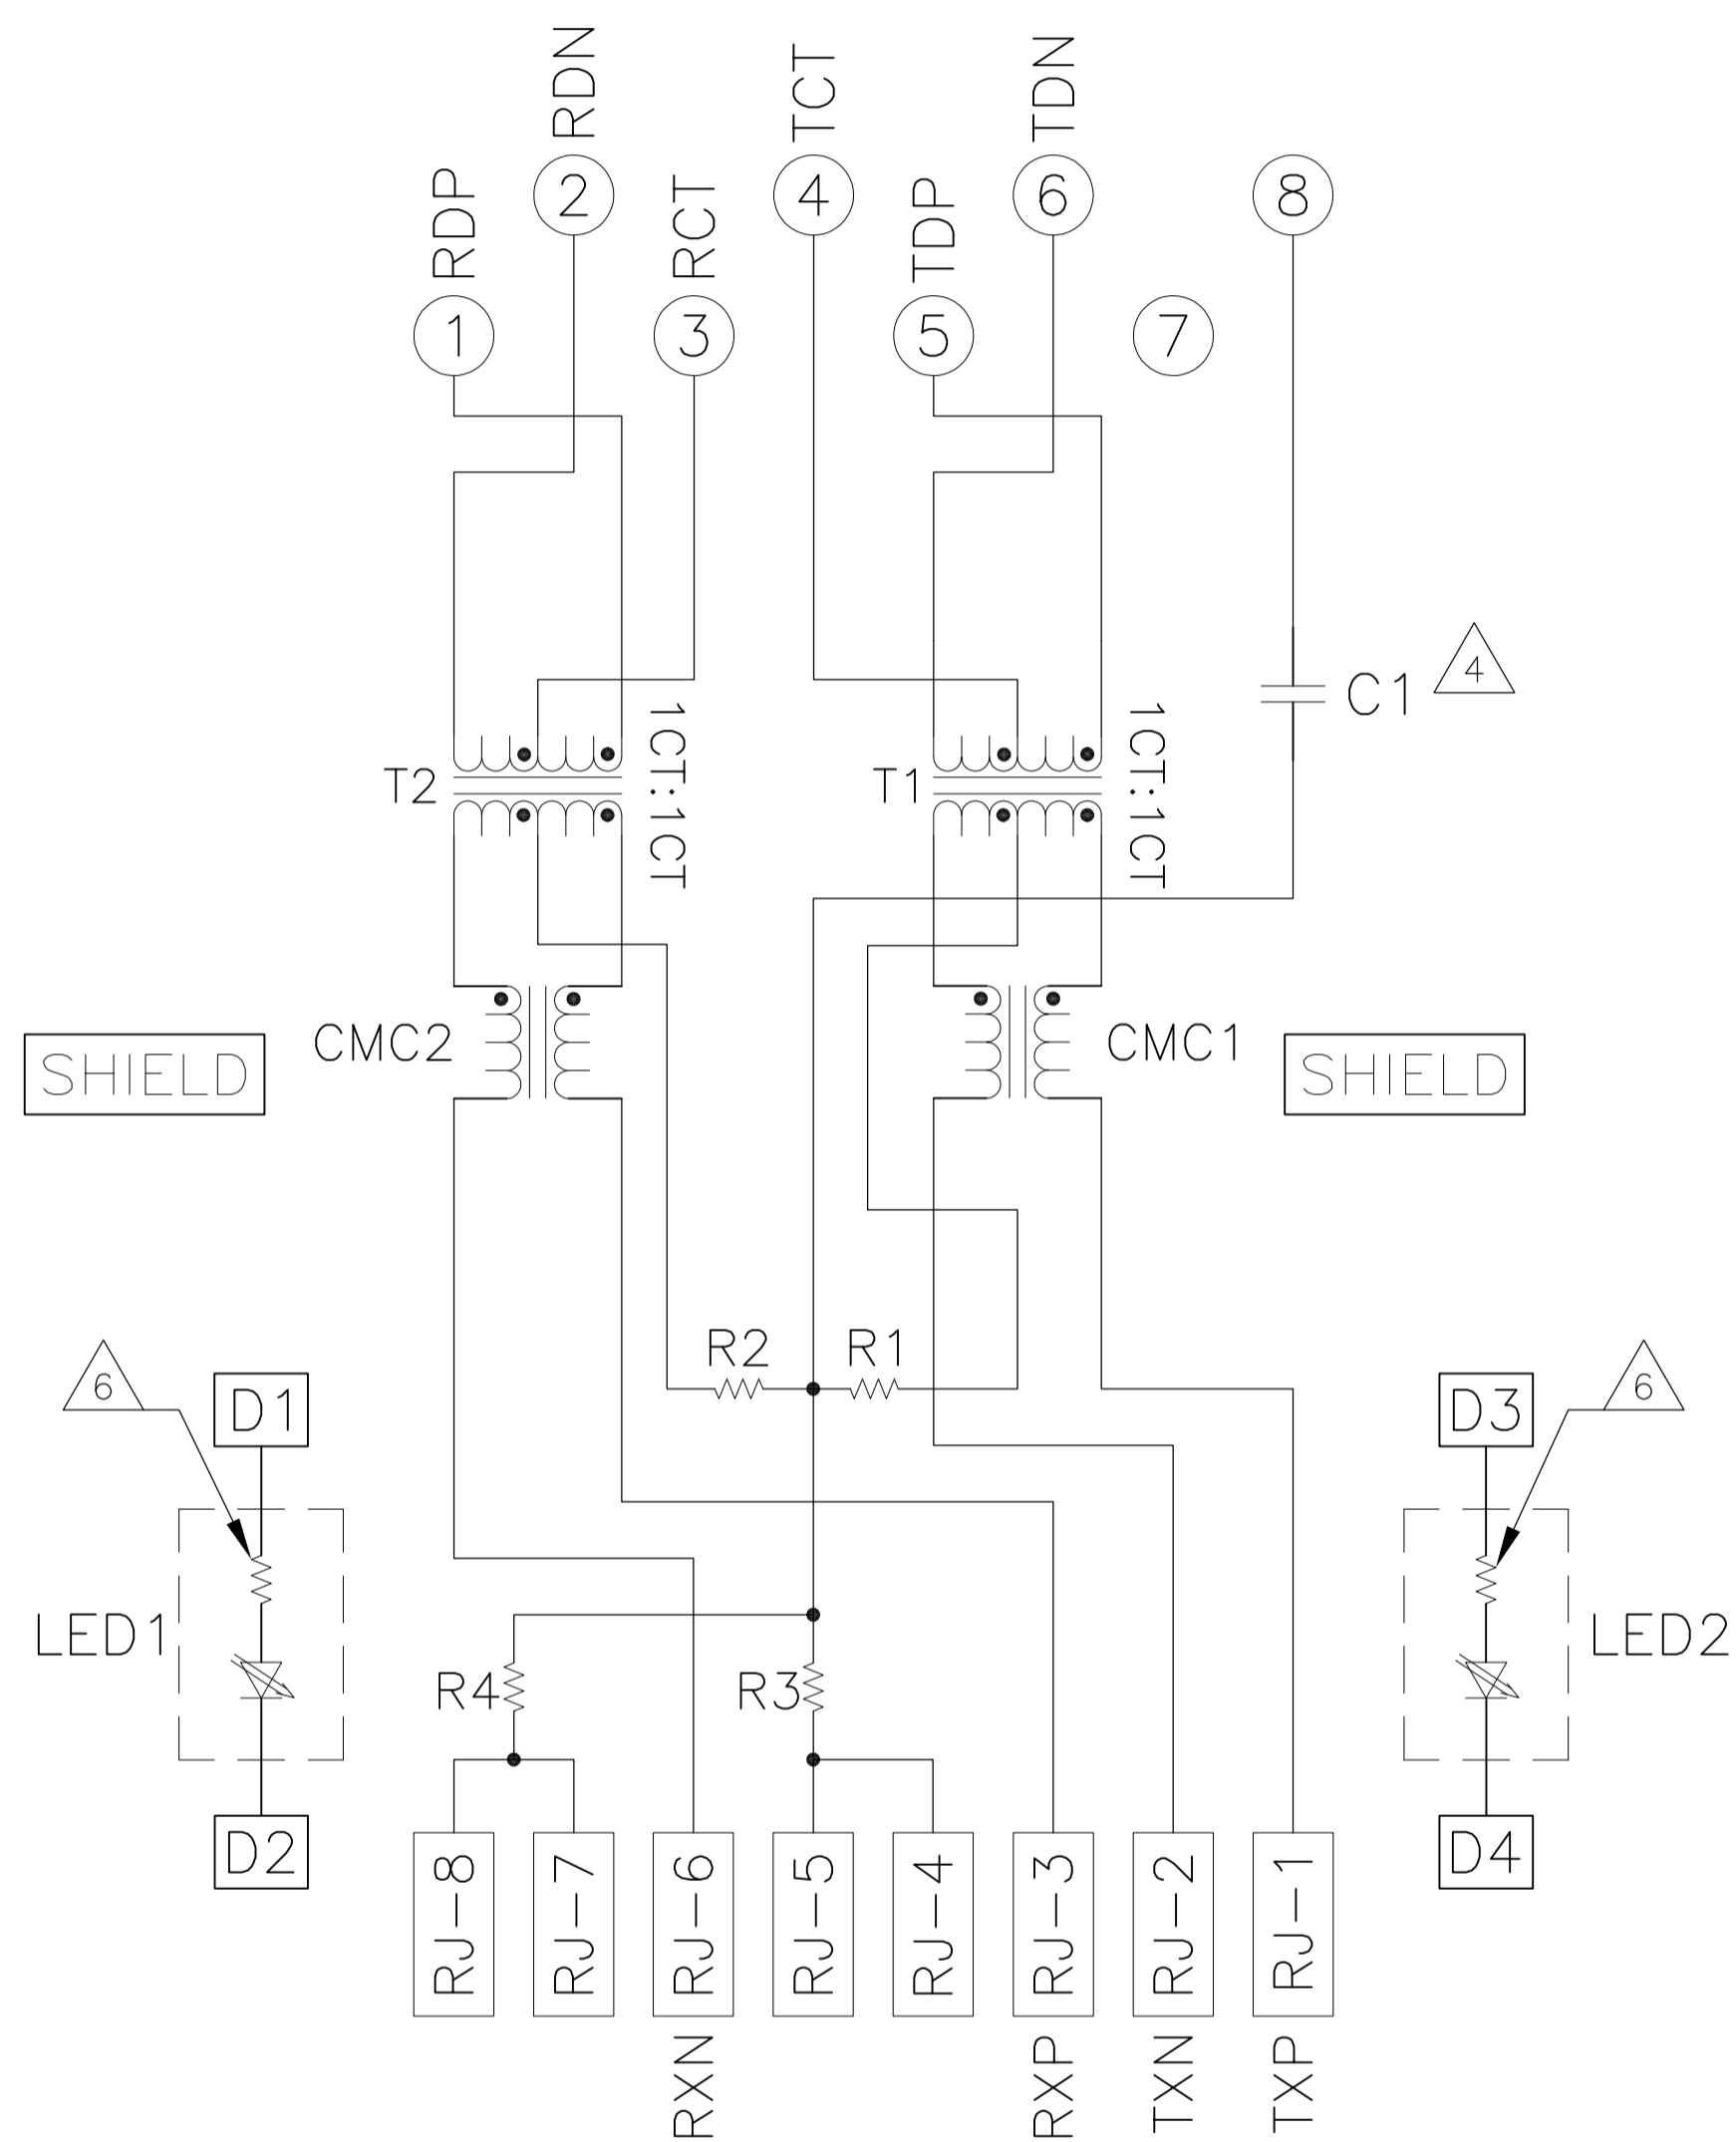 RDN
TCT
TDN
RDP
RCT
TDP
2
4
6
8
1
3
5
7
C1
4
T2
1CT:1CT
T1
1CT:1CT
CMC2
CMC1
SHIELD
SHIELD
R2
R1
6
D1
D3
6
LED1
LED2
R4
R3
D2
D4
RJ-8
RJ-7
RJ-6
RJ-5
RJ-4
RJ-3
RJ-2
RJ-1
RXN
RXP
TXN
TXP